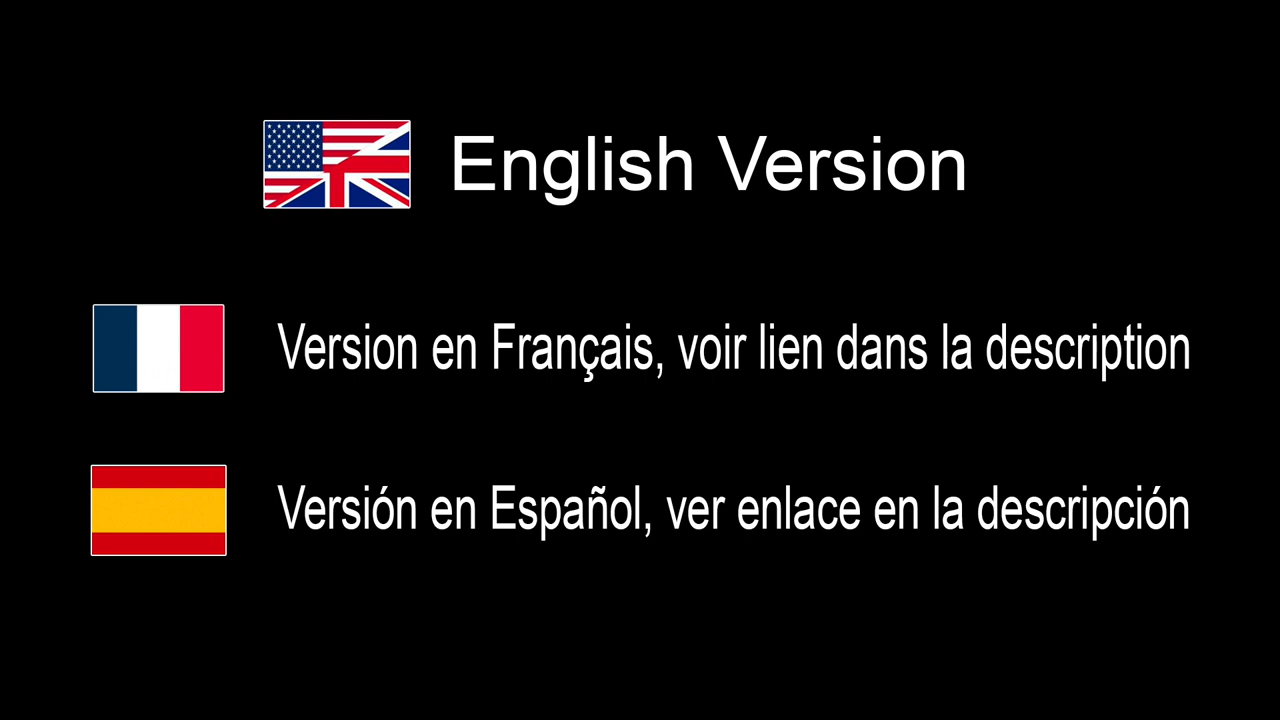 English Version
Version en Français, voir lien dans la description
Versión en Español, ver enlace en la descripción